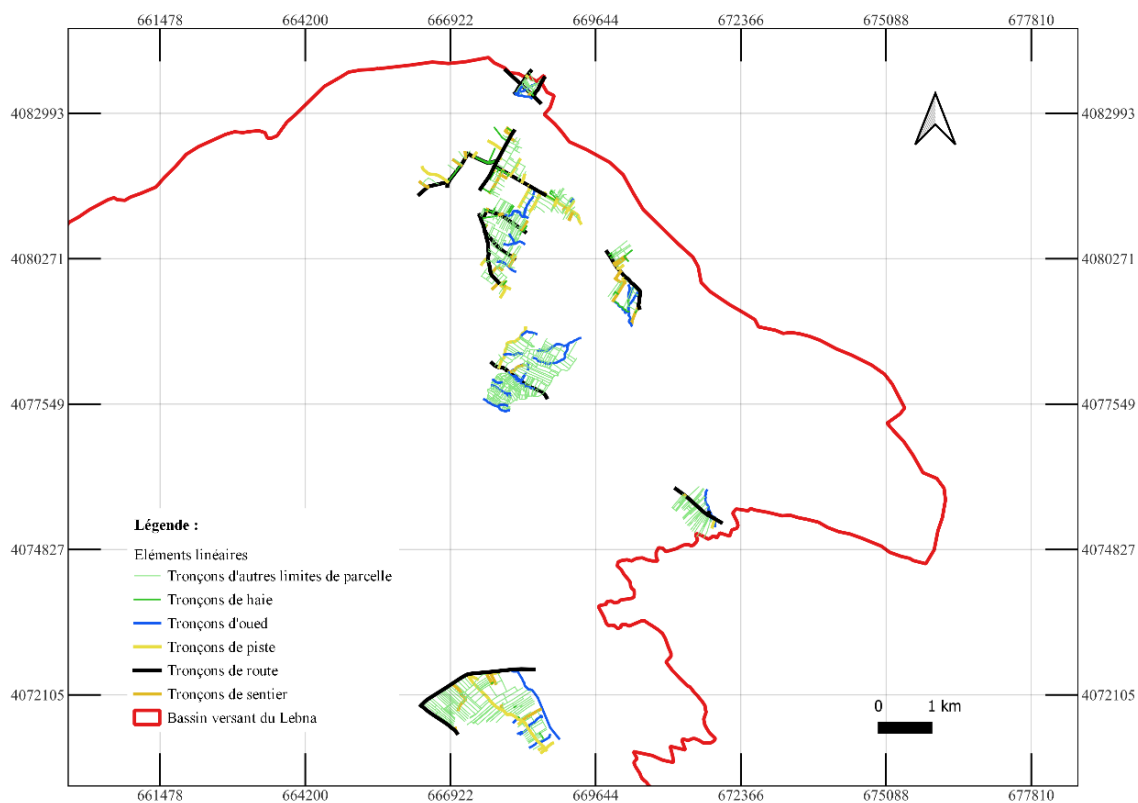 661478 664200 666922 669644 672366 675088 677810
4082993 4082993
4080271 4080271
4077549 4077549
Légende :
4074827 4074827
Eléments linéaires
Tronçons d'autres limites de parcelle
Tronçons de haie
Tronçons d'oued
Tronçons de piste
Tronçons de route
Tronçons de sentier
4072105 4072105
Bassin versant du Lebna
0 1 km
661478 664200 666922 669644 672366 675088 677810